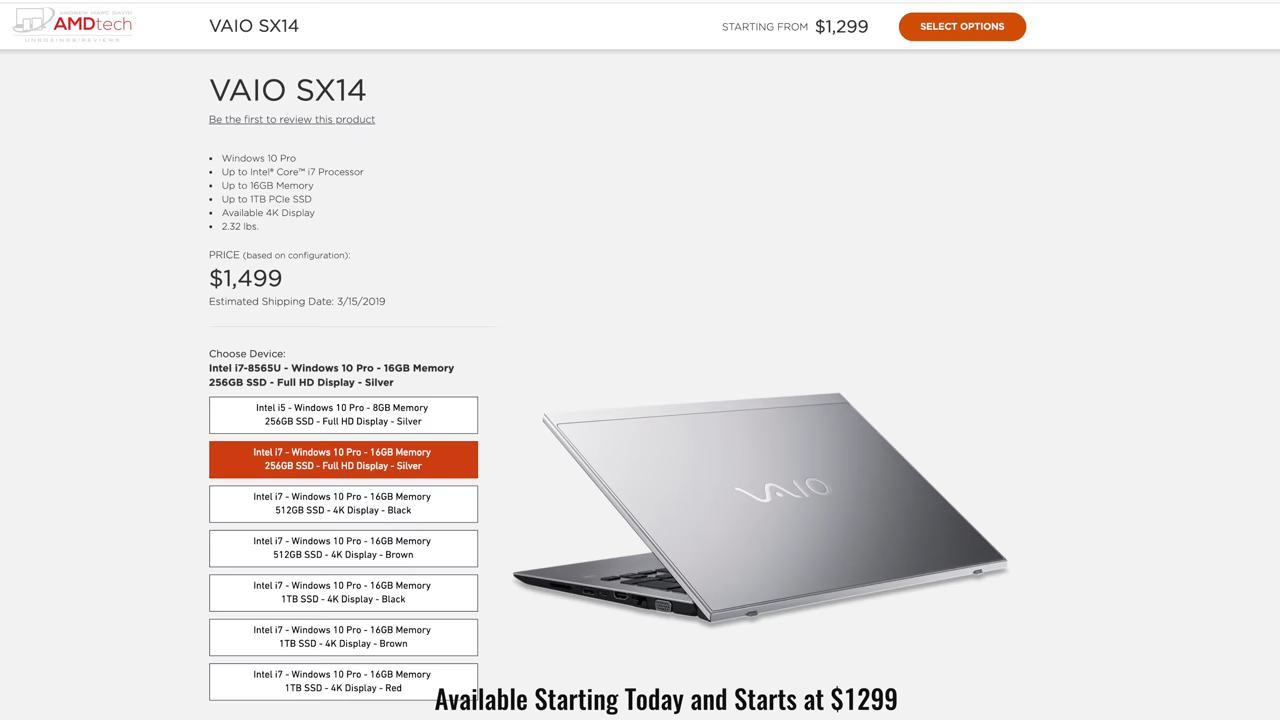 ANDREW MARC DAVID
AMDtech
UNBOXINGS/REVIEWS
VAIO SX14
STARTING FROM $1,299
SELECT OPTIONS
VAIO SX14
Be the first to review this product
• Windows 10 Pro
• Up to Intel® Core™ i7 Processor
• Up to 16GB Memory
• Up to 1TB PCIe SSD
• Available 4K Display
• 2.32 lbs.
PRICE (based on configuration):
$1,499
Estimated Shipping Date: 3/15/2019
Choose Device:
Intel i7-8565U - Windows 10 Pro - 16GB Memory
256GB SSD - Full HD Display - Silver
Intel i5 - Windows 10 Pro - 8GB Memory
256GB SSD - Full HD Display - Silver
Intel i7 - Windows 10 Pro - 16GB Memory
256GB SSD - Full HD Display - Silver
Intel i7 - Windows 10 Pro - 16GB Memory
512GB SSD - 4K Display - Black
Intel i7 - Windows 10 Pro - 16GB Memory
512GB SSD - 4K Display - Brown
Intel i7 - Windows 10 Pro - 16GB Memory
1TB SSD - 4K Display - Black
Intel i7 - Windows 10 Pro - 16GB Memory
1TB SSD - 4K Display - Brown
Intel i7 - Windows 10 Pro - 16GB Memory
1TB SSD - 4K Display - Red
VAIO
Available Starting Today and Starts at $1299